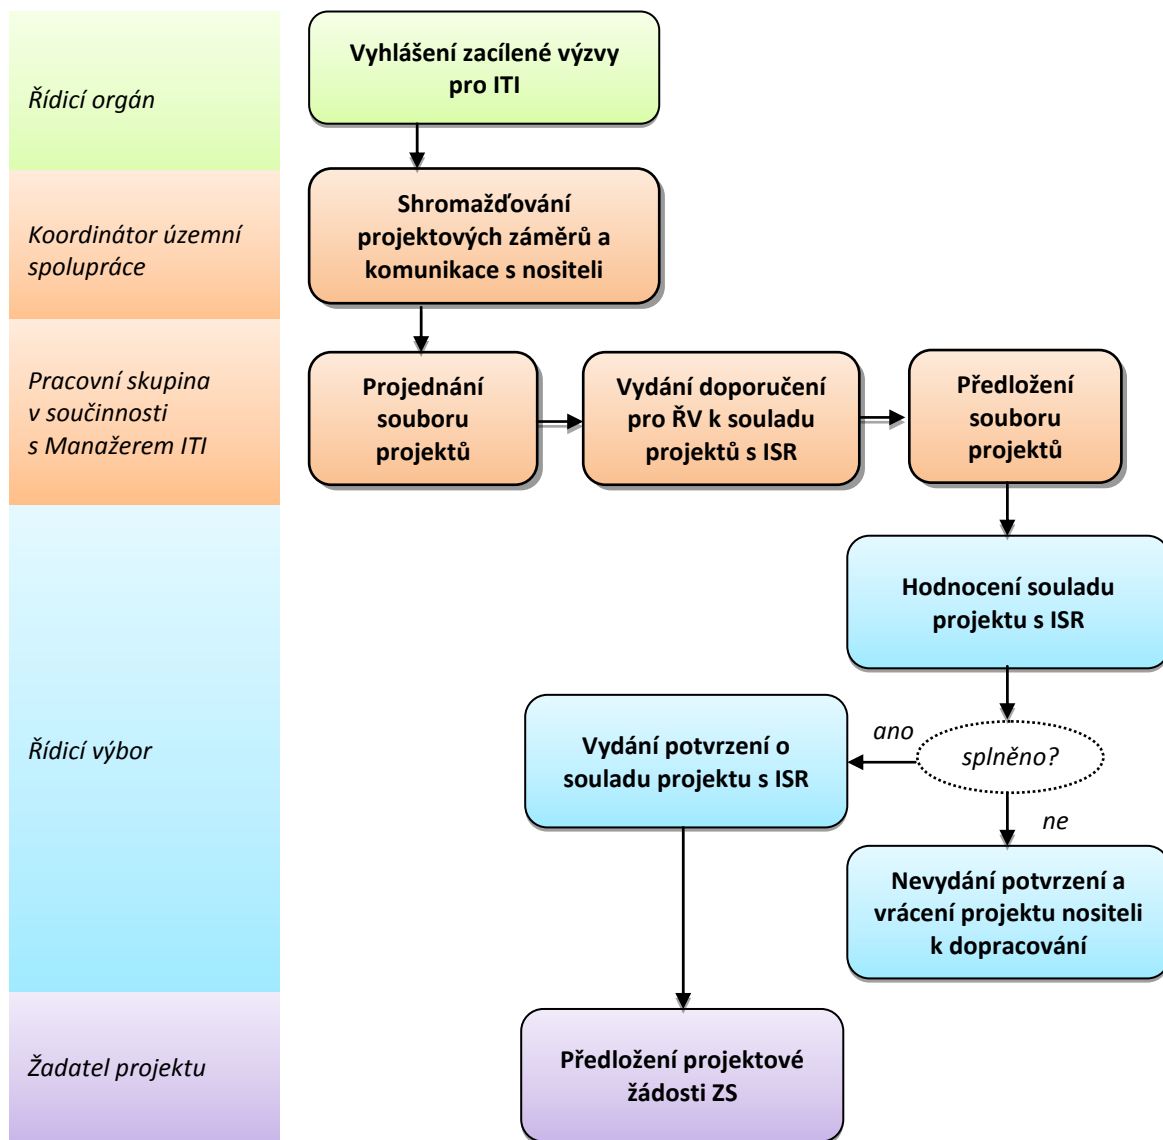 Řídicí orgán
Vyhlášení zacílené výzvy
pro ITI
Koordinátor územní
spolupráce
Shromažďování
projektových záměrů a
komunikace s nositeli
Pracovní skupina
v součinnosti
s Manažerem ITI
Projednání
souboru
projektů
Vydání doporučení
pro ŘV k souladu
projektů s ISR
Předložení
souboru
projektů
Řídicí výbor
Hodnocení souladu
projektu s ISR
splněno?
ano
Vydání potvrzení o
souladu projektu s ISR
ne
Nevydání potvrzení a
vrácení projektu nositeli
k dopracování
Žadatel projektu
Předložení projektové
žádosti ZS